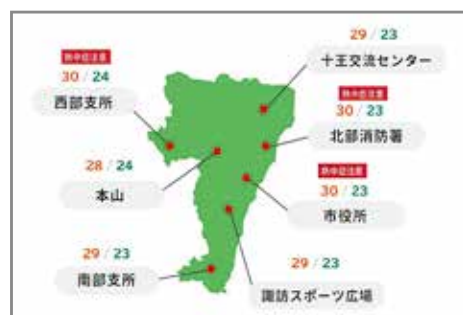 29 / 23
十王交流センター
熱中症注意
30 / 24
西部支所
熱中症注意
30 / 23
北部消防署
28 / 24
本山
熱中症注意
30 / 23
市役所
29 / 23
南部支所
29 / 23
諏訪スポーツ広場